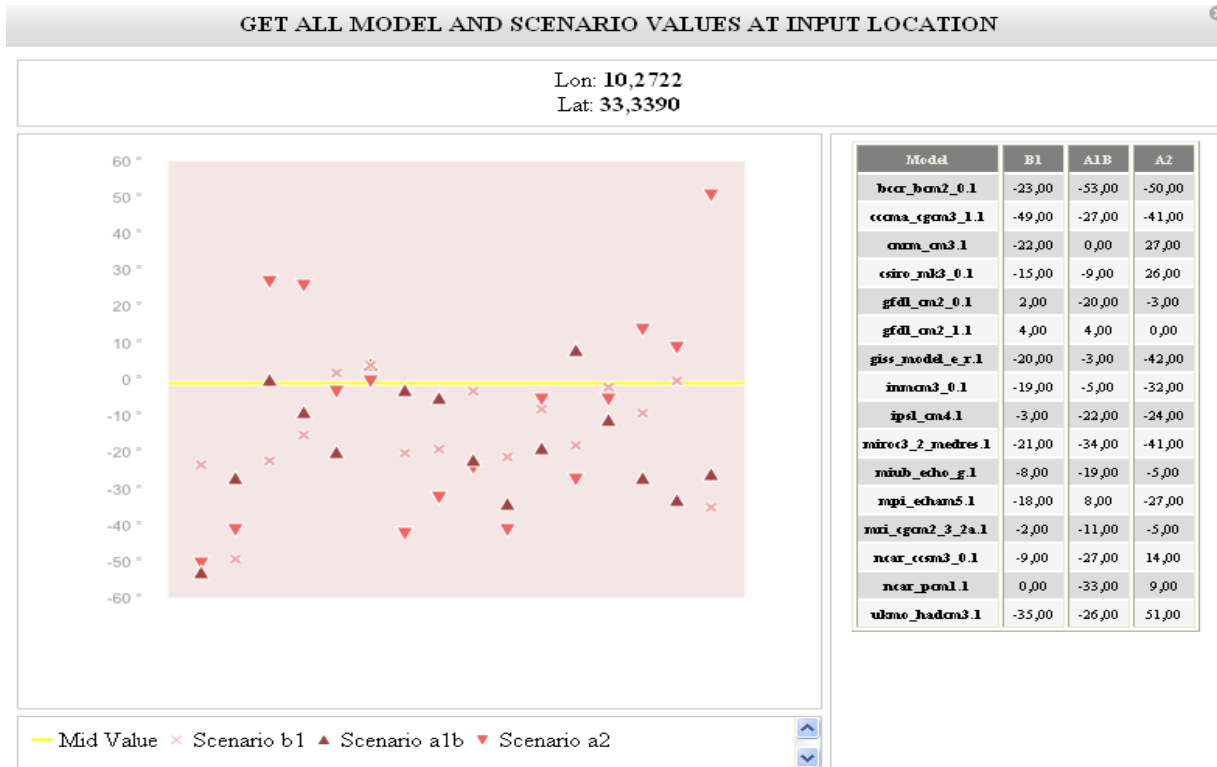 GET ALL MODEL AND SCENARIO VALUES AT INPUT LOCATION
Lon: 10,2722
Lat: 33,3390
60 °
50 °
40 °
30 °
20 °
10 °
0 °
-10 °
-20 °
-30 °
-40 °
-50 °
-60 °
Mid Value Scenario b1 Scenario a1b Scenario a2
Model B1 A1B A2
bccr_bcm2_0.1 -23,00 -53,00 -50,00
cccma_cgcm3_1.1 -49,00 -27,00 -41,00
cnrm_cm3.1 -22,00 0,00 27,00
csiro_mk3_0.1 -15,00 -9,00 26,00
gfdl_cm2_0.1 2,00 -20,00 -3,00
gfdl_cm2_1.1 4,00 4,00 0,00
giss_model_e_r.1 -20,00 -3,00 -42,00
inmcm3_0.1 -19,00 -5,00 -32,00
ipsl_cm4.1 -3,00 -22,00 -24,00
miroc3_2_medres.1 -21,00 -34,00 -41,00
miub_echo_g.1 -8,00 -19,00 -5,00
mpi_echam5.1 -18,00 8,00 -27,00
mri_cgcm2_3_2a.1 -2,00 -11,00 -5,00
ncar_ccsm3_0.1 -9,00 -27,00 14,00
ncar_pcm1.1 0,00 -33,00 9,00
ukmo_hadcm3.1 -35,00 -26,00 51,00